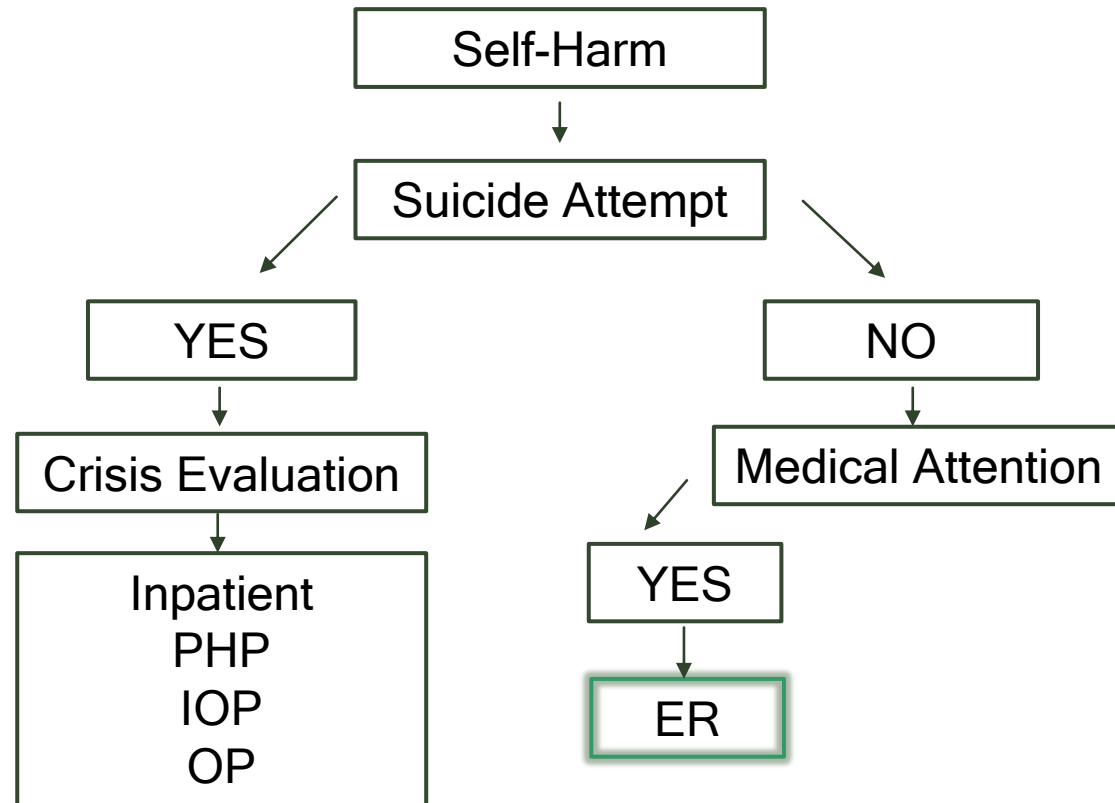 Self-Harm
Suicide Attempt
YES
NO
Crisis Evaluation
Medical Attention
Inpatient
PHP
IOP
OP
YES
ER